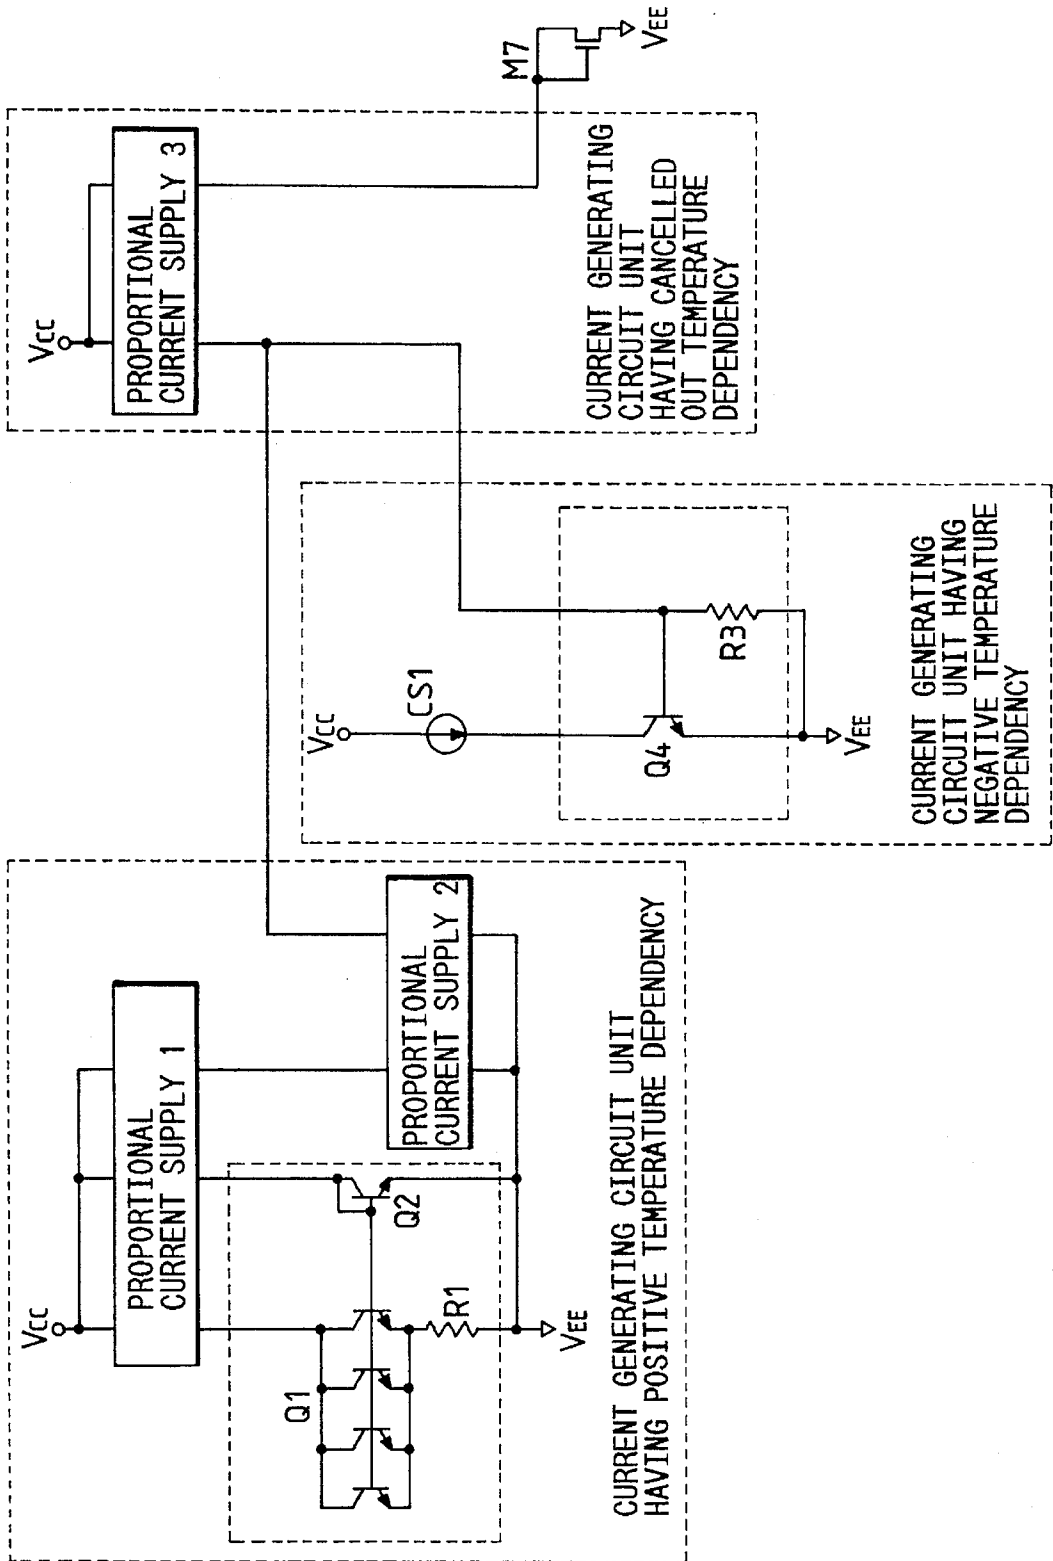 VCC
PROPORTIONAL
CURRENT SUPPLY 1
Q1
Q2
R1
VEE
PROPORTIONAL
CURRENT SUPPLY 2
CURRENT GENERATING CIRCUIT UNIT
HAVING POSITIVE TEMPERATURE DEPENDENCY
VCC
CS1
Q4
R3
VEE
CURRENT GENERATING
CIRCUIT UNIT HAVING
NEGATIVE TEMPERATURE
DEPENDENCY
VCC
PROPORTIONAL
CURRENT SUPPLY 3
CURRENT GENERATING
CIRCUIT UNIT
HAVING CANCELLED
OUT TEMPERATURE
DEPENDENCY
M7
VEE